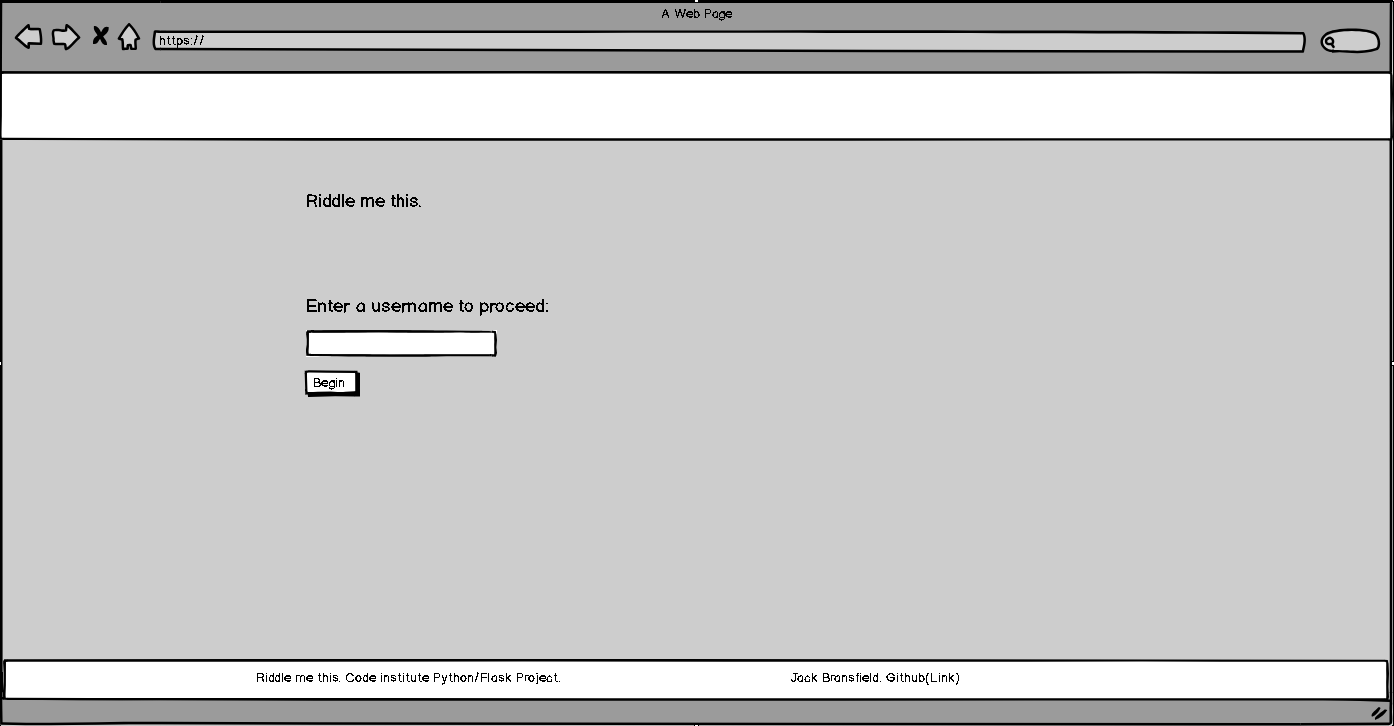 A Web Page
https://
Riddle me this.
Enter a username to proceed:
Begin
Riddle me this. Code institute Python/Flask Project.
Jack Bransfield. Github(Link)